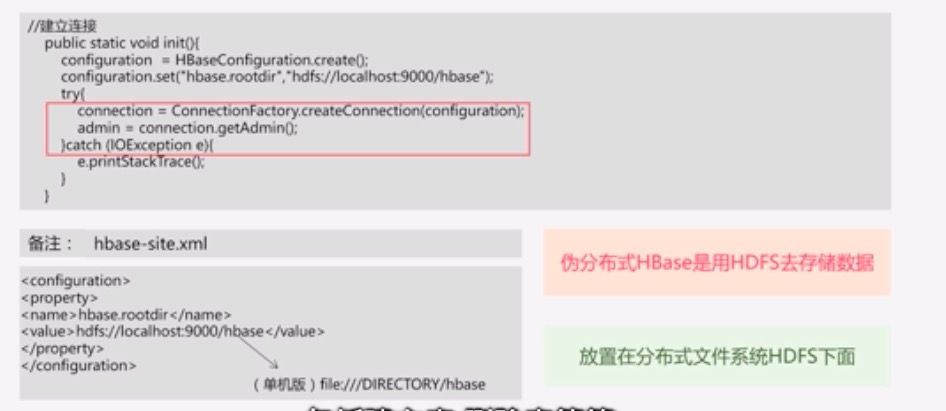 //建立连接
public static void init(){
configuration = HBaseConfiguration.create();
configuration.set("hbase.rootdir","hdfs://localhost:9000/hbase");
try{
connection = ConnectionFactory.createConnection(configuration);
admin = connection.getAdmin();
}catch (IOException e){
e.printStackTrace();
}
}
备注： hbase-site.xml
<configuration>
<property>
<name>hbase.rootdir</name>
<value>hdfs://localhost:9000/hbase</value>
</property>
</configuration>
（单机版）file:///DIRECTORY/hbase
伪分布式HBase是用HDFS去存储数据
放置在分布式文件系统HDFS下面